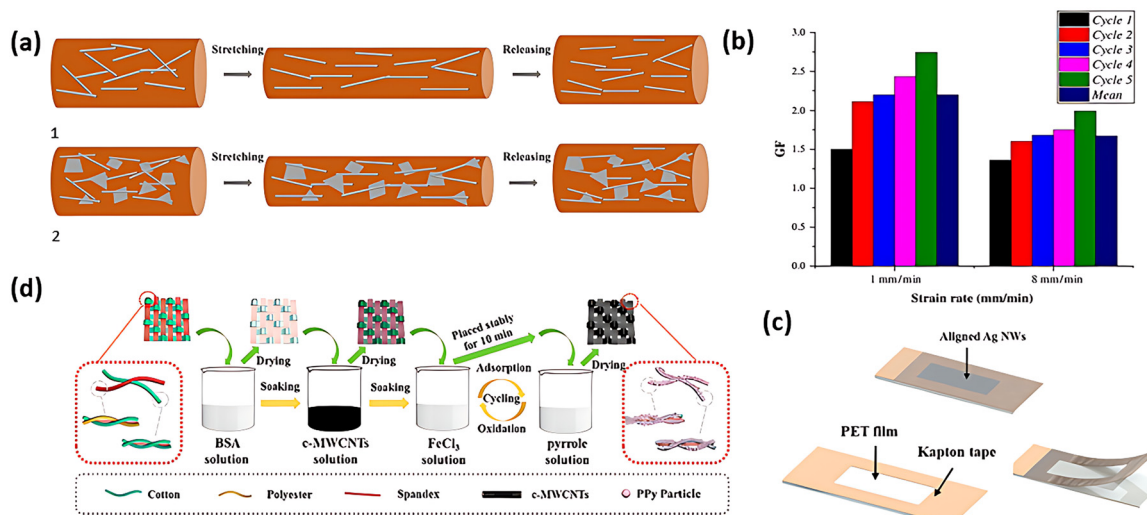 (a)
Stretching
Releasing
1
Stretching
Releasing
2
(b)
Cycle 1
Cycle 2
Cycle 3
Cycle 4
Cycle 5
Mean
3.0
2.5
2.0
1.5
1.0
0.5
0.0
GF
1 mm/min
8 mm/min
Strain rate (mm/min)
(c)
Aligned Ag NWs
PET film
Kapton tape
(d)
Drying
Drying
Placed stably
for 10 min
Drying
Soaking
Soaking
Adsorption
Cycling
Oxidation
BSA
solution
c-MWCNTs
solution
FeCl3
solution
pyrrole
solution
Cotton
Polyester
Spandex
c-MWCNTs
PPy Particle